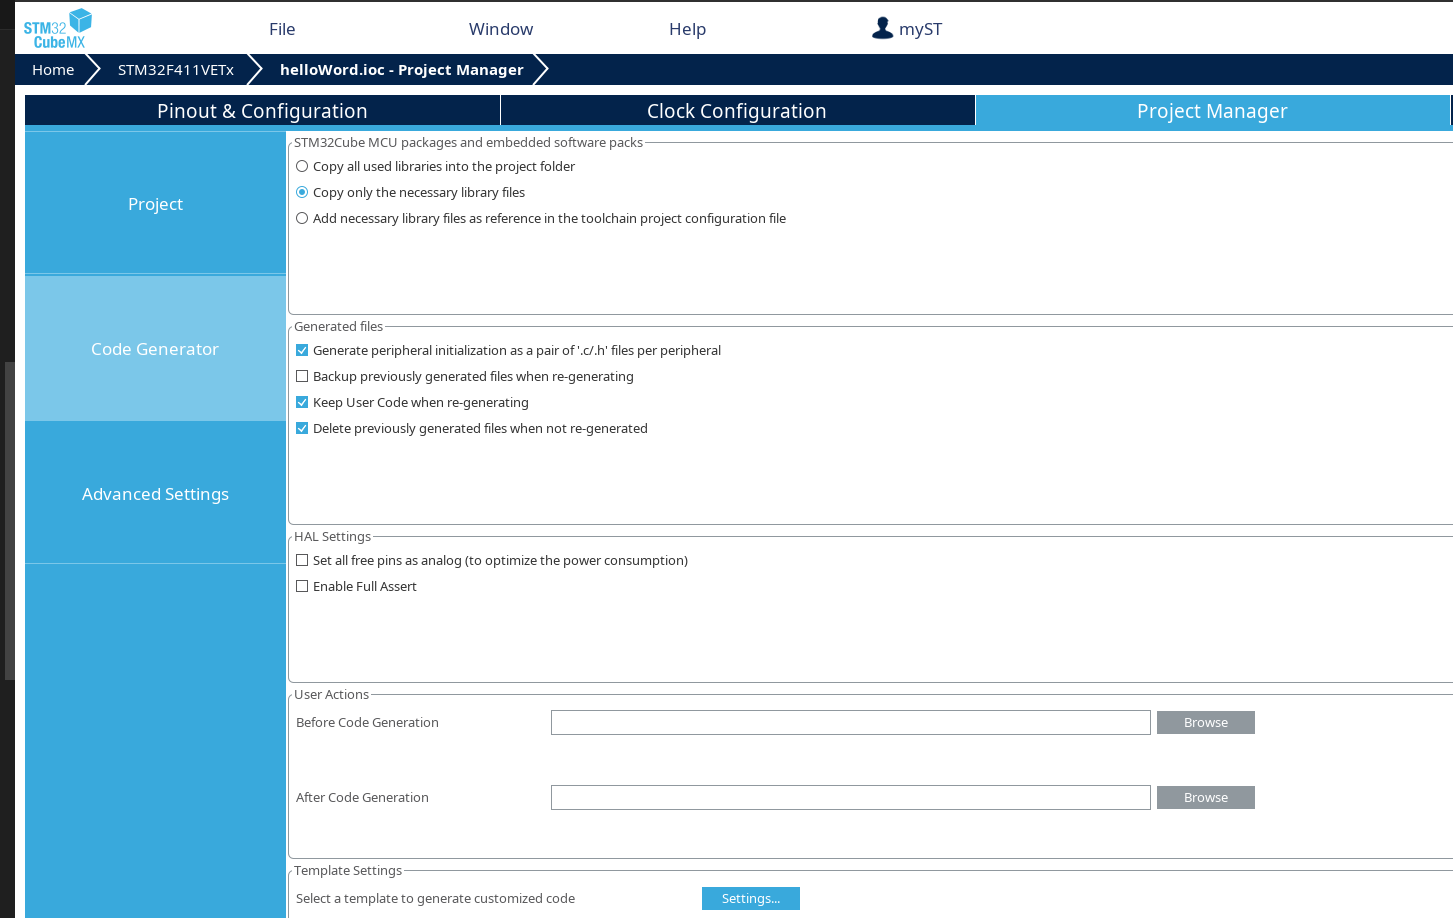 STM32
CubeMX
File
Window
Help
myST
Home
STM32F411VETx
helloWord.ioc - Project Manager
Pinout & Configuration
Clock Configuration
Project Manager
Project
Code Generator
Advanced Settings
STM32Cube MCU packages and embedded software packs
Copy all used libraries into the project folder
Copy only the necessary library files
Add necessary library files as reference in the toolchain project configuration file
Generated files
Generate peripheral initialization as a pair of '.c/.h' files per peripheral
Backup previously generated files when re-generating
Keep User Code when re-generating
Delete previously generated files when not re-generated
HAL Settings
Set all free pins as analog (to optimize the power consumption)
Enable Full Assert
User Actions
Before Code Generation
Browse
After Code Generation
Browse
Template Settings
Select a template to generate customized code
Settings...